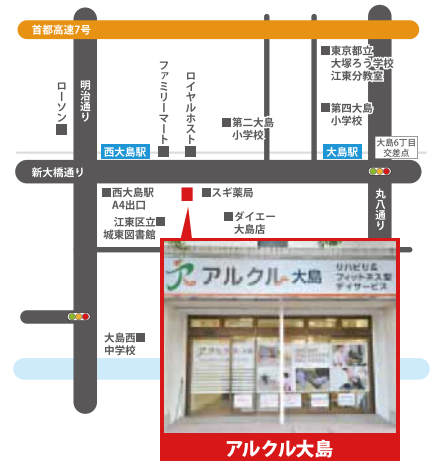 首都高速7号
東京都立
大塚ろう学校
江東分教室
明治通り
ローソン
ファミリーマート
ロイヤルホスト
第二大島
小学校
第四大島
小学校
西大島駅
大島駅
大島6丁目
交差点
新大橋通り
丸八通り
西大島駅
A4出口
スギ薬局
江東区立
城東図書館
ダイエー
大島店
アルクル大島
リハビリ&
フィットネス型
デイサービス
大島西
中学校
アルクル大島